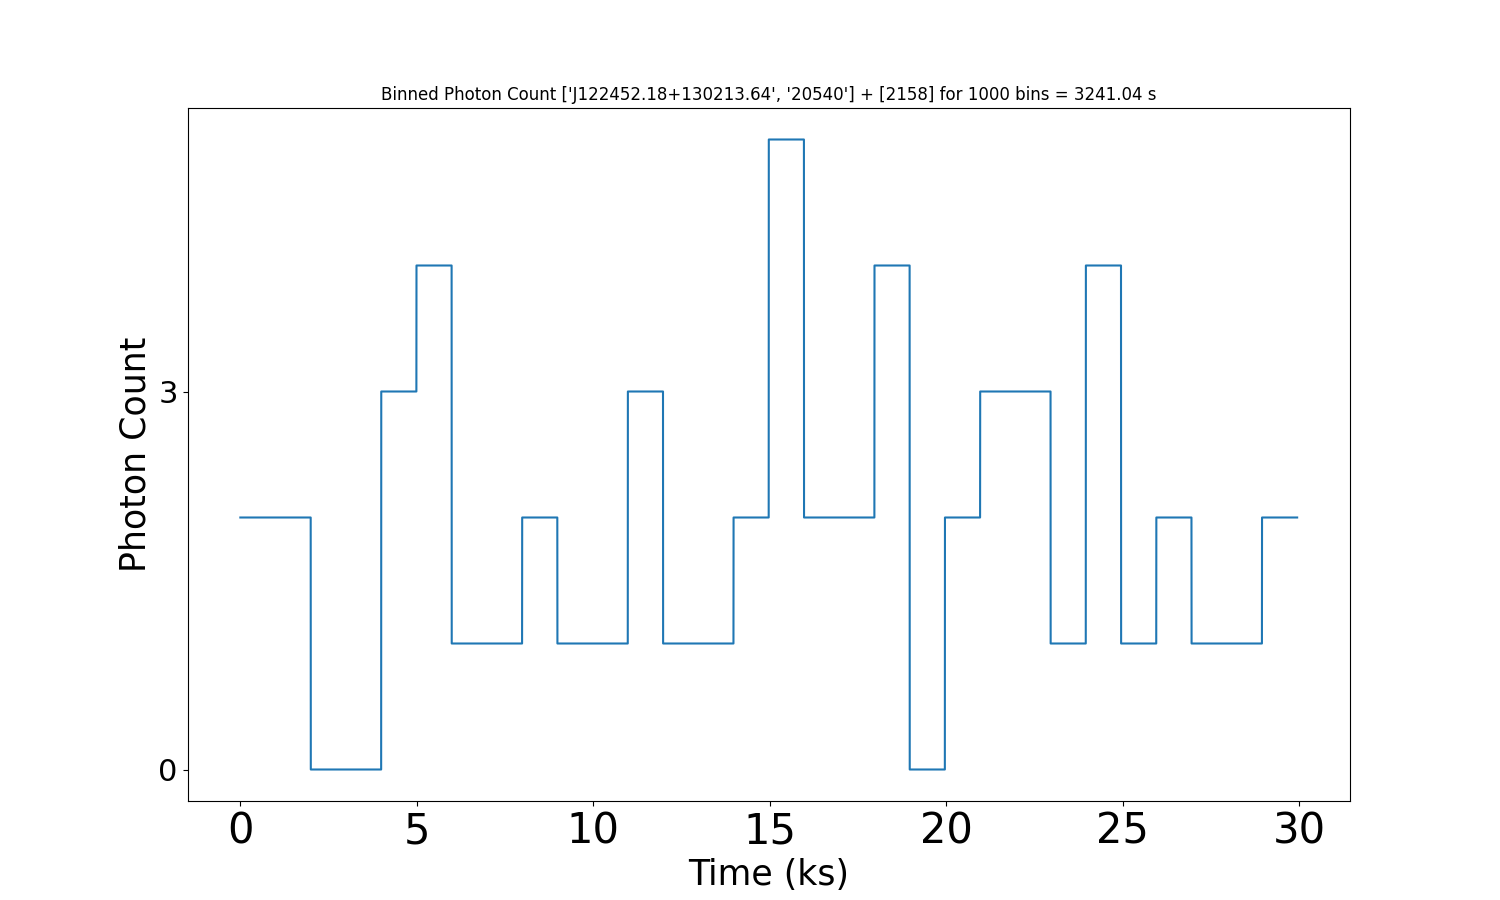 Binned Photon Count ['J122452.18+130213.64', '20540'] + [2158] for 1000 bins = 3241.04 s
Photon Count
3
0
0 5 10 15 20 25 30
Time (ks)